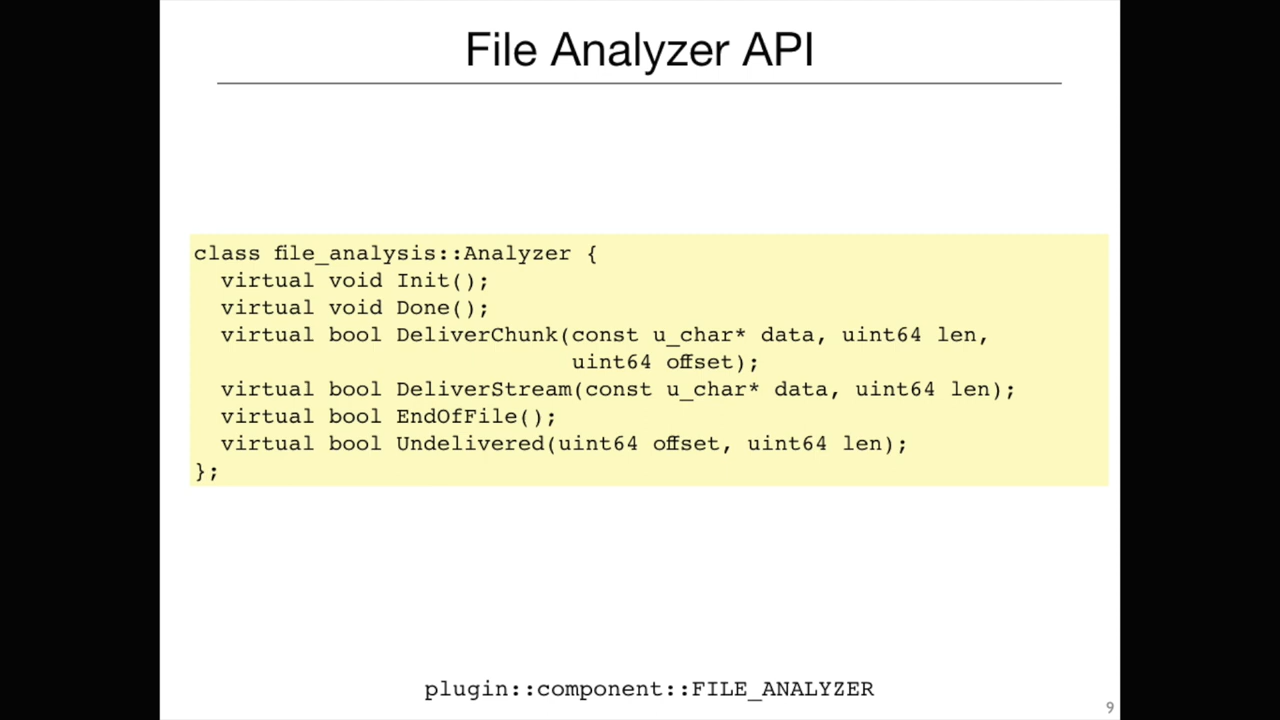 File Analyzer API
class file_analysis::Analyzer {
virtual void Init();
virtual void Done();
virtual bool DeliverChunk(const u_char* data, uint64 len,
uint64 offset);
virtual bool DeliverStream(const u_char* data, uint64 len);
virtual bool EndOfFile();
virtual bool Undelivered(uint64 offset, uint64 len);
};
plugin::component::FILE_ANALYZER
9